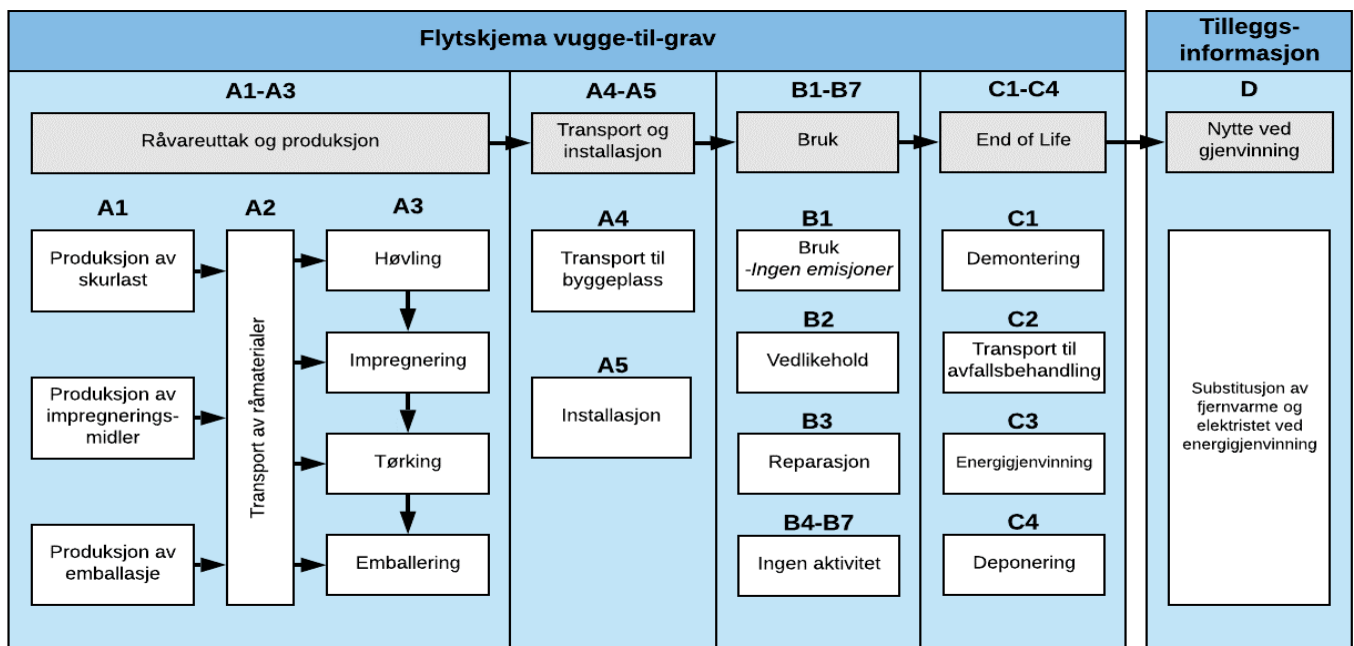 Flytskjema vugge-til-grav
Tilleggs-
informasjon
A1-A3
A4-A5
B1-B7
C1-C4
D
Råvareuttak og produksjon
Transport og
installasjon
Bruk
End of Life
Nytte ved
gjenvinning
A1
Produksjon av
skurlast
Produksjon av
impregnerings-
midler
Produksjon av
emballasje
A2
Transport av råmaterialer
A3
Høvling
Impregnering
Tørking
Emballering
A4
Transport til
byggeplass
A5
Installasjon
B1
Bruk
-Ingen emisjoner
B2
Vedlikehold
B3
Reparasjon
B4-B7
Ingen aktivitet
C1
Demontering
C2
Transport til
avfallsbehandling
C3
Energigjenvinning
C4
Deponering
Substitusjon av
fjernvarme og
elektristet ved
energigjenvinning